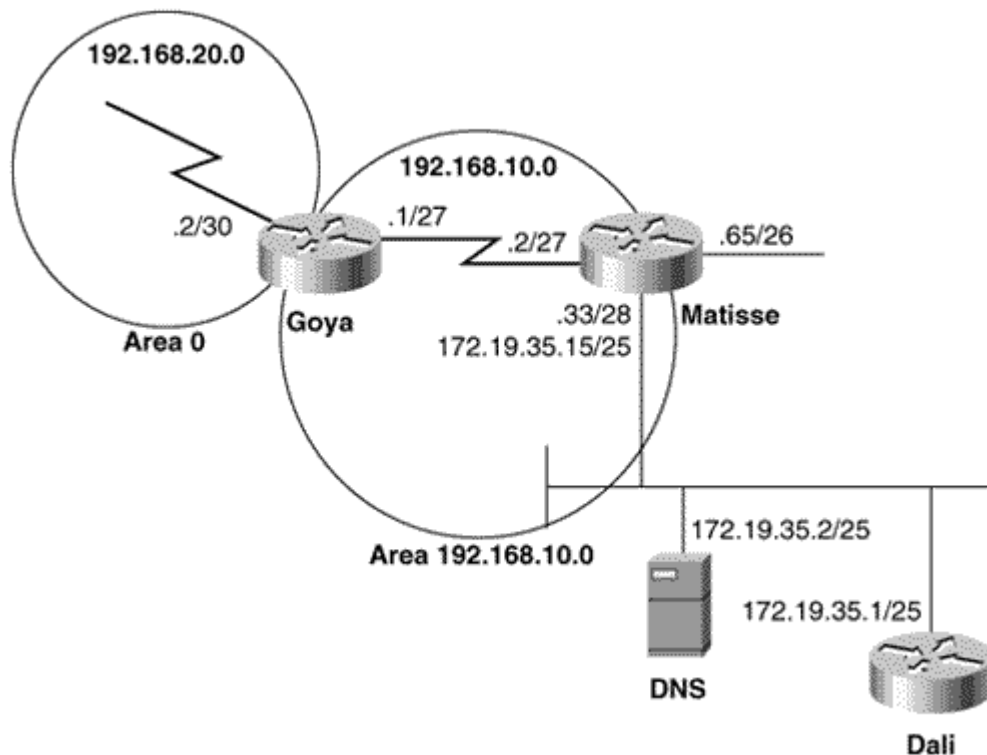 192.168.20.0
192.168.10.0
.2/30
.1/27
.2/27
.65/26
Goya
.33/28
Matisse
Area 0
172.19.35.15/25
172.19.35.2/25
Area 192.168.10.0
172.19.35.1/25
DNS
Dali